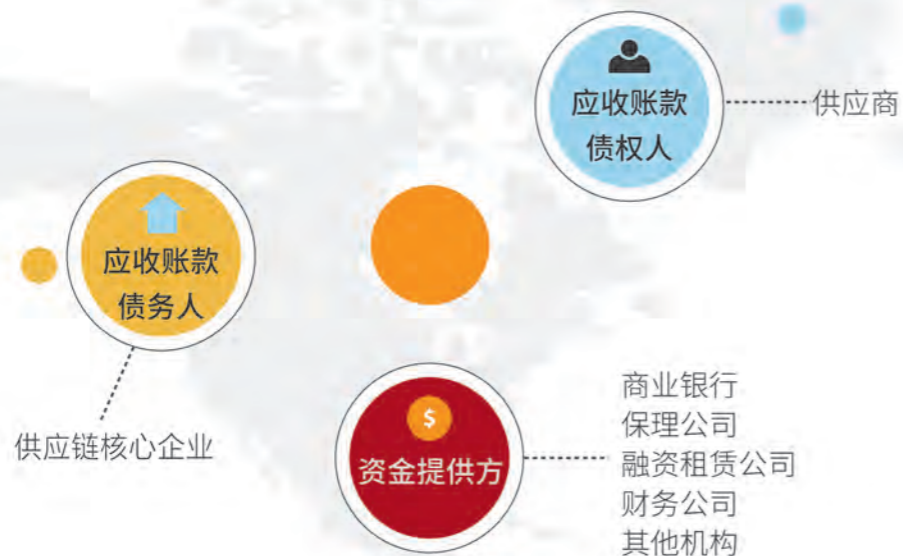 应收账款
债权人
供应商
应收账款
债务人
供应链核心企业
$
资金提供方
商业银行
保理公司
融资租赁公司
财务公司
其他机构